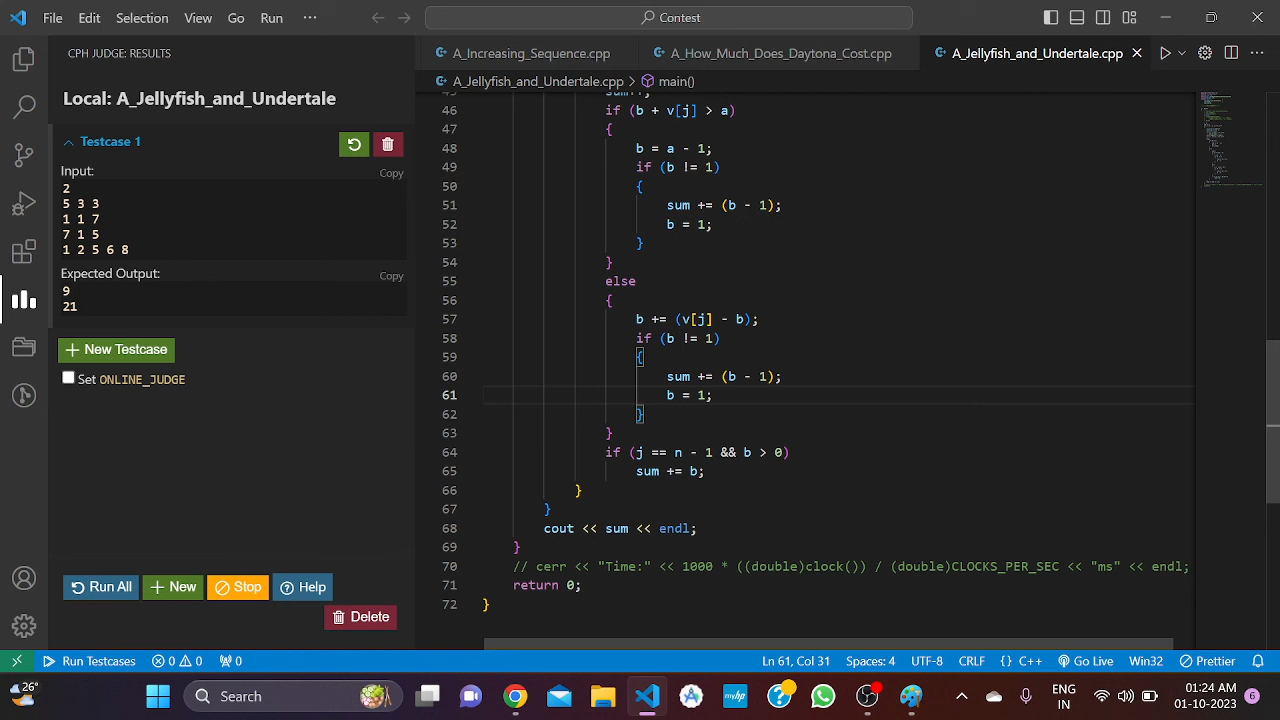 File Edit Selection View Go Run ··· Contest
CPH JUDGE: RESULTS
Local: A_Jellyfish_and_Undertale
Testcase 1
Input:
Copy
2
5 3 3
1 1 7
7 1 5
1 2 5 6 8
Expected Output:
Copy
9
21
+ New Testcase
Set ONLINE_JUDGE
Run All + New Stop Help
Delete
A_Increasing_Sequence.cpp A_How_Much_Does_Daytona_Cost.cpp A_Jellyfish_and_Undertale.cpp
A_Jellyfish_and_Undertale.cpp > main()
46 if (b + v[j] > a)
47 {
48 b = a - 1;
49 if (b != 1)
50 {
51 sum += (b - 1);
52 b = 1;
53 }
54 }
55 else
56 {
57 b += (v[j] - b);
58 if (b != 1)
59 {
60 sum += (b - 1);
61 b = 1;
62 }
63 }
64 if (j == n - 1 && b > 0)
65 sum += b;
66 }
67 }
68 cout << sum << endl;
69 }
70 // cerr << "Time:" << 1000 * ((double)clock()) / (double)CLOCKS_PER_SEC << "ms" << endl;
71 return 0;
72 }
Run Testcases 0 0 0 Ln 61, Col 31 Spaces: 4 UTF-8 CRLF {} C++ Go Live Win32 Prettier
26° Search myhp ENG IN 01:24 AM 01-10-2023 6